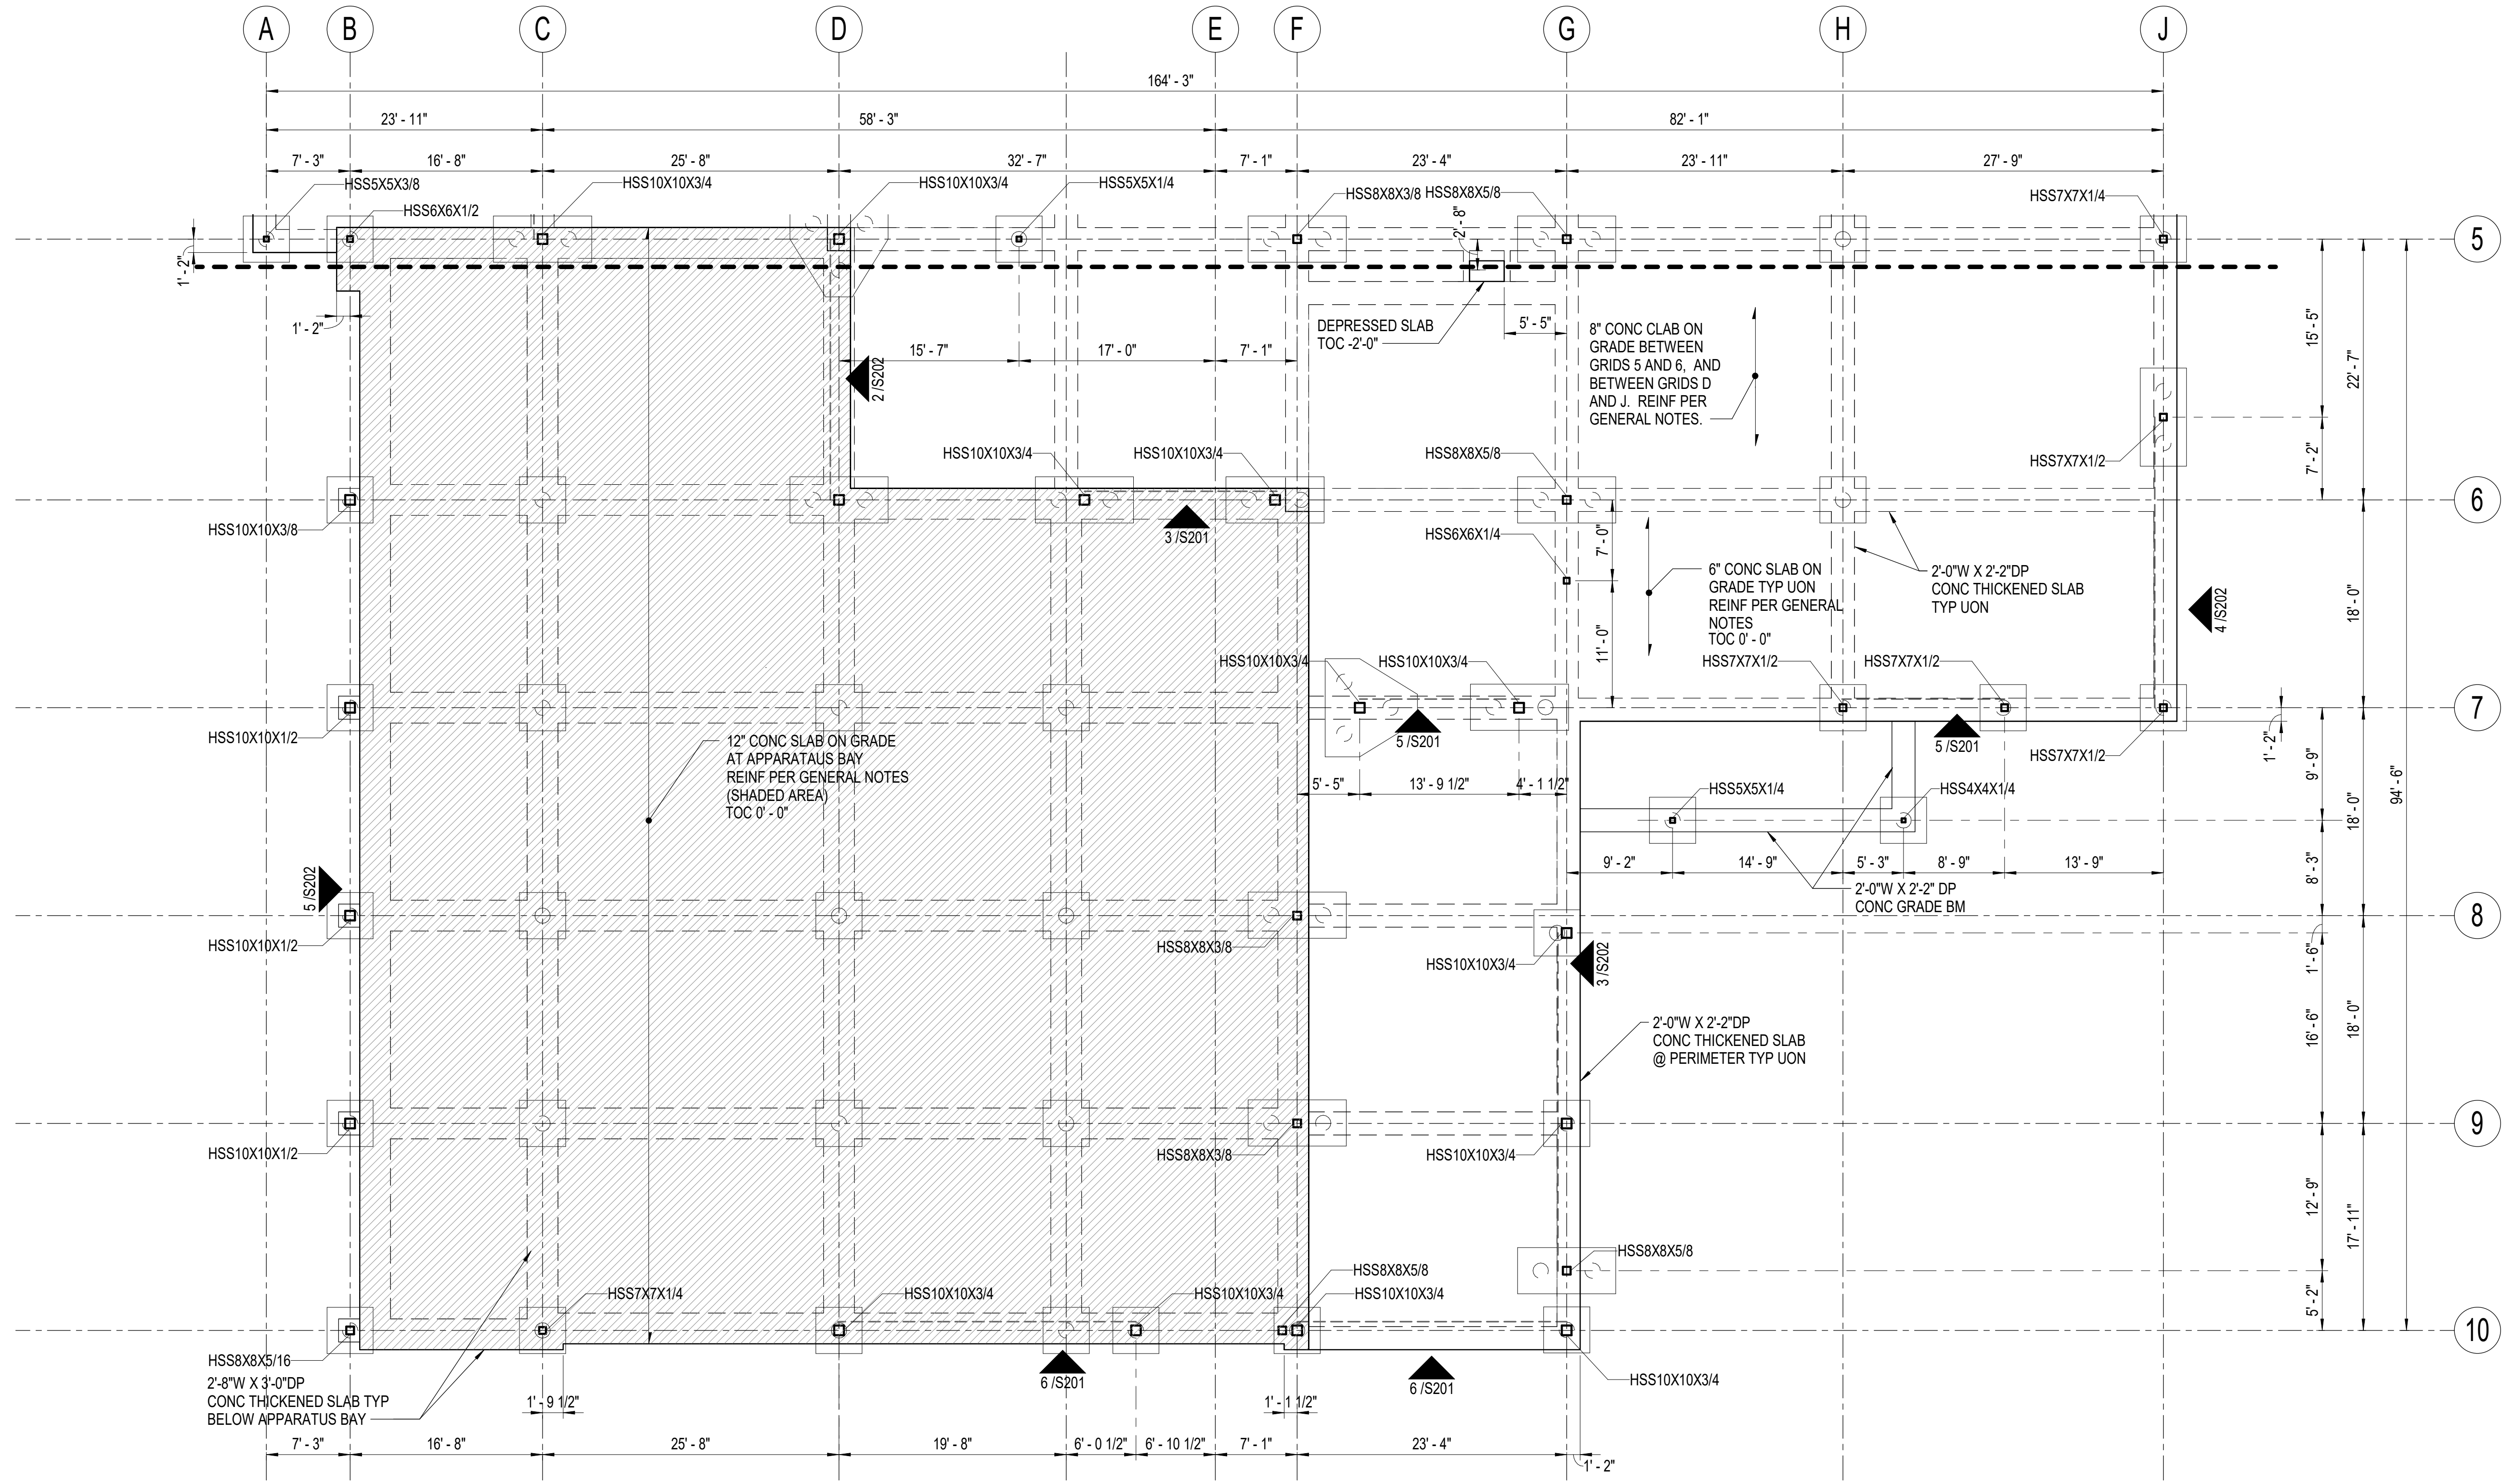 A
B
C
D
E
F
G
H
J
164' - 3"
23' - 11"
58' - 3"
82' - 1"
7' - 3"
16' - 8"
25' - 8"
32' - 7"
7' - 1"
23' - 4"
23' - 11"
27' - 9"
HSS5X5X3/8
HSS6X6X1/2
HSS10X10X3/4
HSS10X10X3/4
HSS5X5X1/4
HSS8X8X3/8
HSS8X8X5/8
HSS7X7X1/4
2' - 8"
5
1' - 2"
1' - 2"
DEPRESSED SLAB
TOC -2'-0"
5' - 5"
8" CONC CLAB ON
GRADE BETWEEN
GRIDS 5 AND 6, AND
BETWEEN GRIDS D
AND J. REINF PER
GENERAL NOTES.
15' - 5"
22' - 7"
15' - 7"
17' - 0"
7' - 1"
2 /S202
HSS10X10X3/4
HSS10X10X3/4
HSS8X8X5/8
HSS7X7X1/2
7' - 2"
6
HSS10X10X3/8
3 /S201
HSS6X6X1/4
7' - 0"
6" CONC SLAB ON
GRADE TYP UON
REINF PER GENERAL
NOTES
TOC 0' - 0"
2'-0"W X 2'-2"DP
CONC THICKENED SLAB
TYP UON
18' - 0"
4 /S202
11' - 0"
HSS10X10X3/4
HSS10X10X3/4
HSS7X7X1/2
HSS7X7X1/2
7
HSS10X10X1/2
12" CONC SLAB ON GRADE
AT APPARATAUS BAY
REINF PER GENERAL NOTES
(SHADED AREA)
TOC 0' - 0"
5 /S201
5 /S201
HSS7X7X1/2
1' - 2"
9' - 9"
18' - 0"
94' - 6"
5' - 5"
13' - 9 1/2"
4' - 1 1/2"
HSS5X5X1/4
HSS4X4X1/4
9' - 2"
14' - 9"
5' - 3"
8' - 9"
13' - 9"
8' - 3"
5 /S202
2'-0"W X 2'-2" DP
CONC GRADE BM
8
HSS10X10X1/2
HSS8X8X3/8
HSS10X10X3/4
3 /S202
1' - 6"
2'-0"W X 2'-2"DP
CONC THICKENED SLAB
@ PERIMETER TYP UON
16' - 6"
18' - 0"
9
HSS10X10X1/2
HSS8X8X3/8
HSS10X10X3/4
12' - 9"
17' - 11"
HSS8X8X5/8
HSS8X8X5/8
HSS7X7X1/4
HSS10X10X3/4
HSS10X10X3/4
HSS10X10X3/4
5' - 2"
10
HSS8X8X5/16
2'-8"W X 3'-0"DP
CONC THICKENED SLAB TYP
BELOW APPARATUS BAY
1' - 9 1/2"
6 /S201
1' - 1 1/2"
6 /S201
HSS10X10X3/4
7' - 3"
16' - 8"
25' - 8"
19' - 8"
6' - 0 1/2"
6' - 10 1/2"
7' - 1"
23' - 4"
1' - 2"